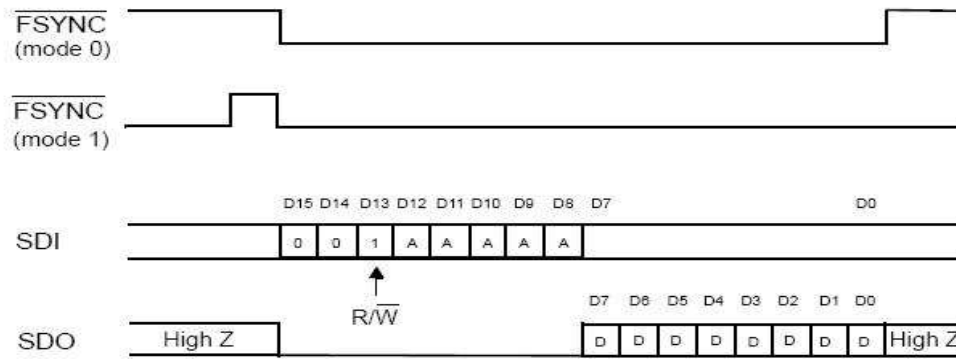 FSYNC
(mode 0)
FSYNC
(mode 1)
D15 D14 D13 D12 D11 D10 D9 D8 D7 D0
SDI 0 0 1 A A A A A
R/W
D7 D6 D5 D4 D3 D2 D1 D0
SDO High Z D D D D D D D D High Z